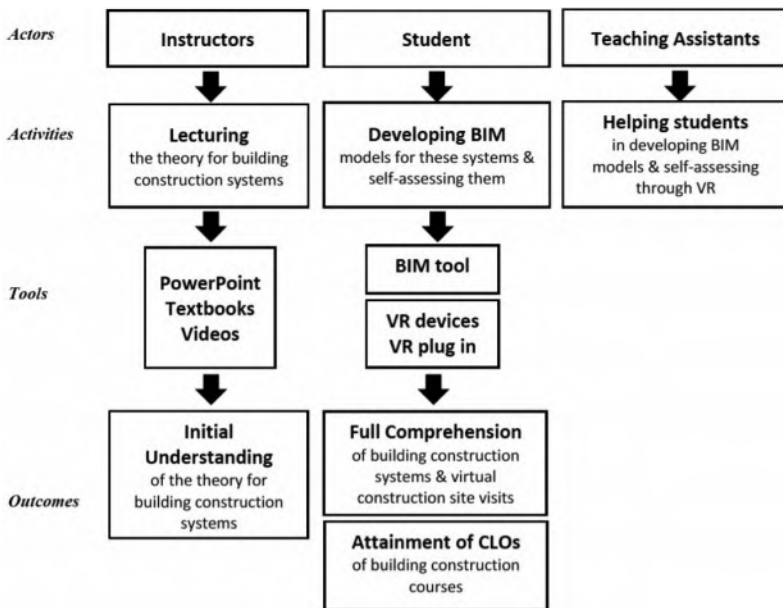 Actors
Instructors
Student
Teaching Assistants
Activities
Lecturing
the theory for building
construction systems
Developing BIM
models for these systems &
self-assessing them
Helping students
in developing BIM
models & self-assessing
through VR
Tools
PowerPoint
Textbooks
Videos
BIM tool
VR devices
VR plug in
Outcomes
Initial
Understanding
of the theory for
building construction
systems
Full Comprehension
of building construction
systems & virtual
construction site visits
Attainment of CLOs
of building construction
courses